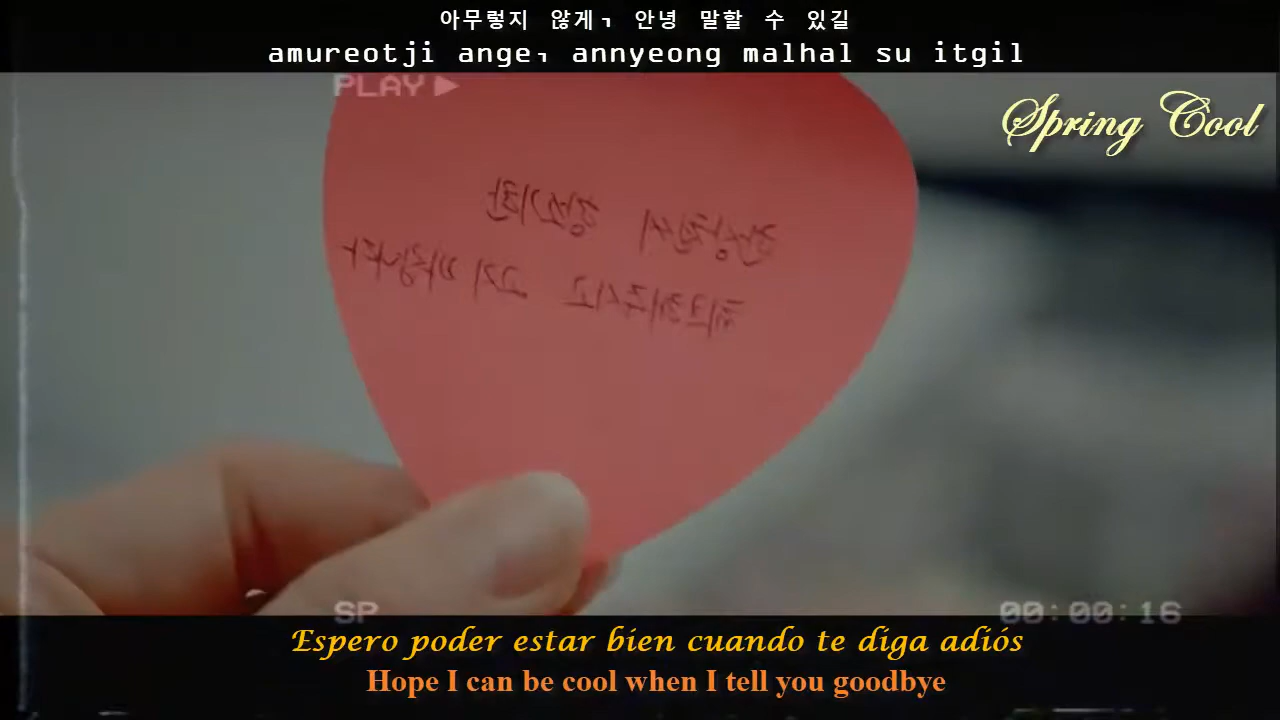 아무렇지 않게ㄱ 안녕 말할 수 있길
amureotji angeㄱ annyeong malhal su itgil
PLAY ▶
Spring Cool
SP
00:00:16
Espero poder estar bien cuando te diga adiós
Hope I can be cool when I tell you goodbye